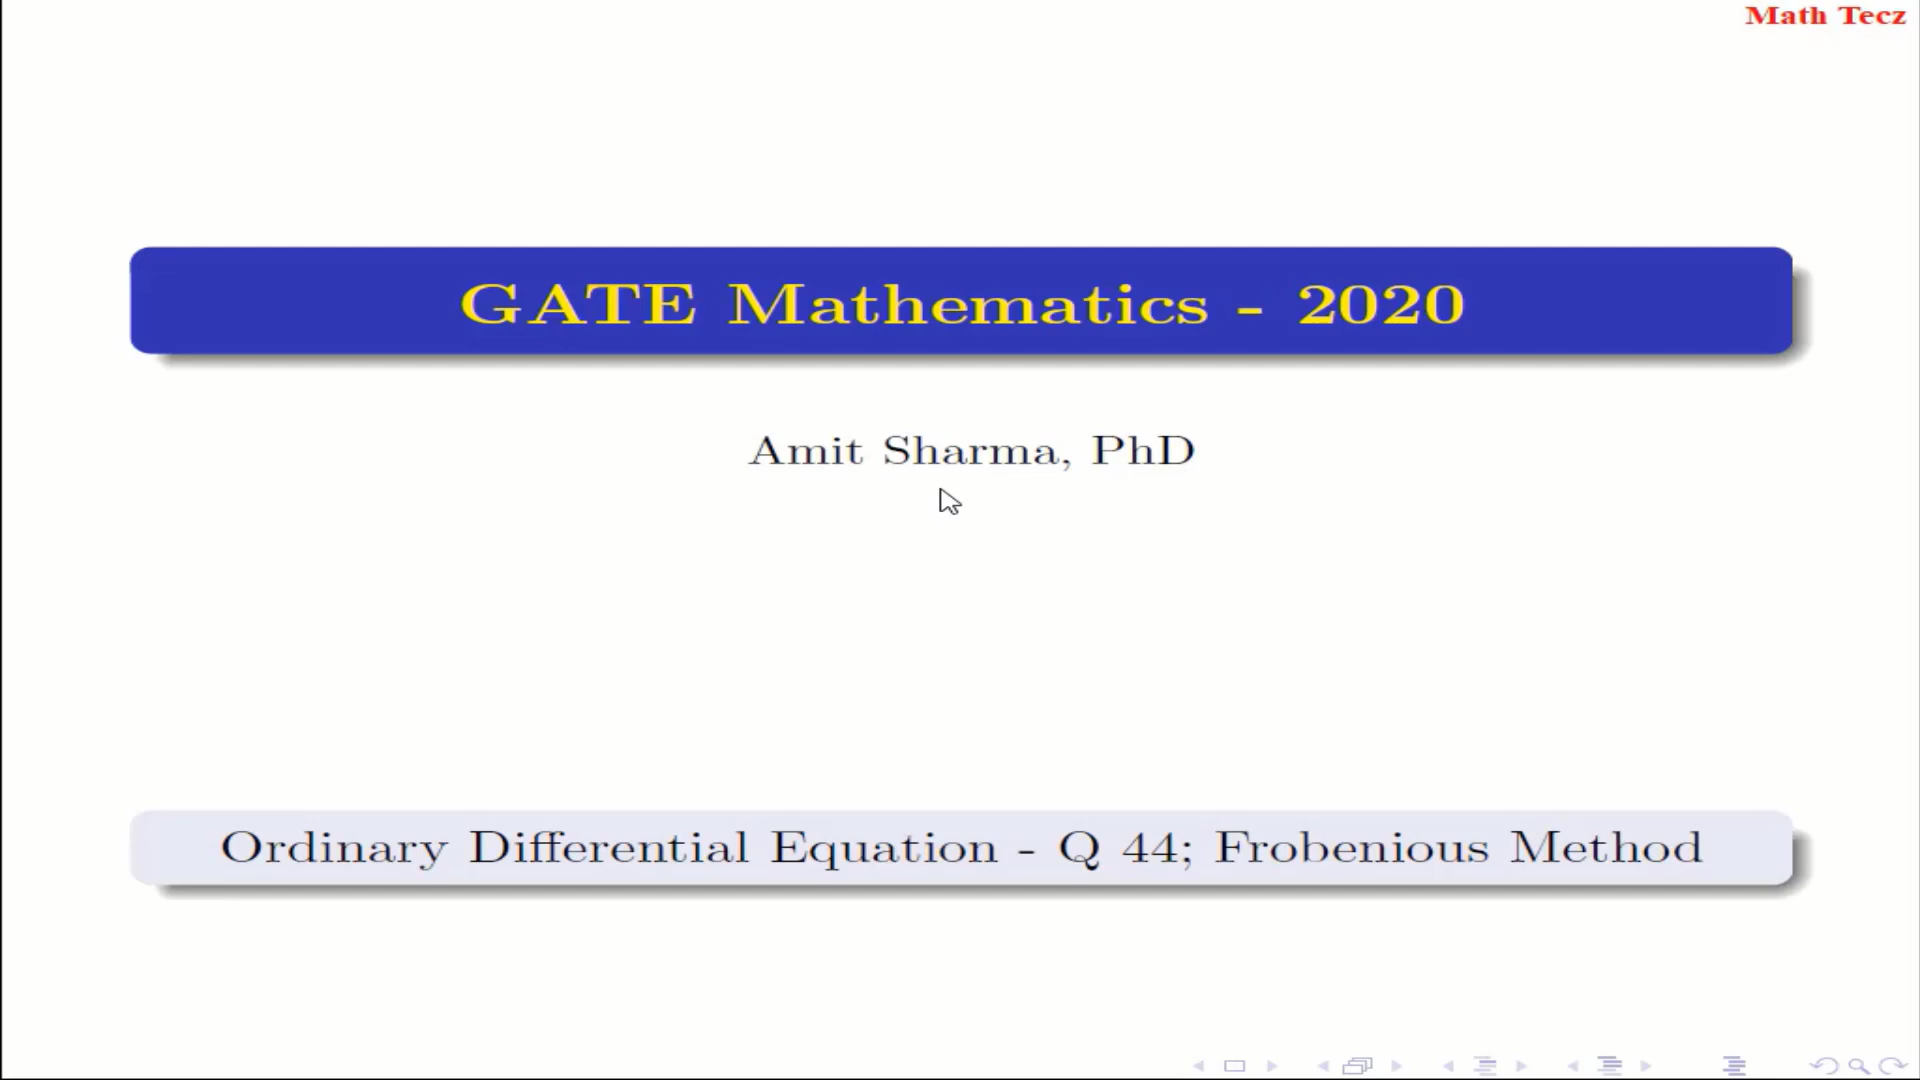 Math Tecz
GATE Mathematics - 2020
Amit Sharma, PhD
Ordinary Differential Equation - Q 44; Frobenious Method